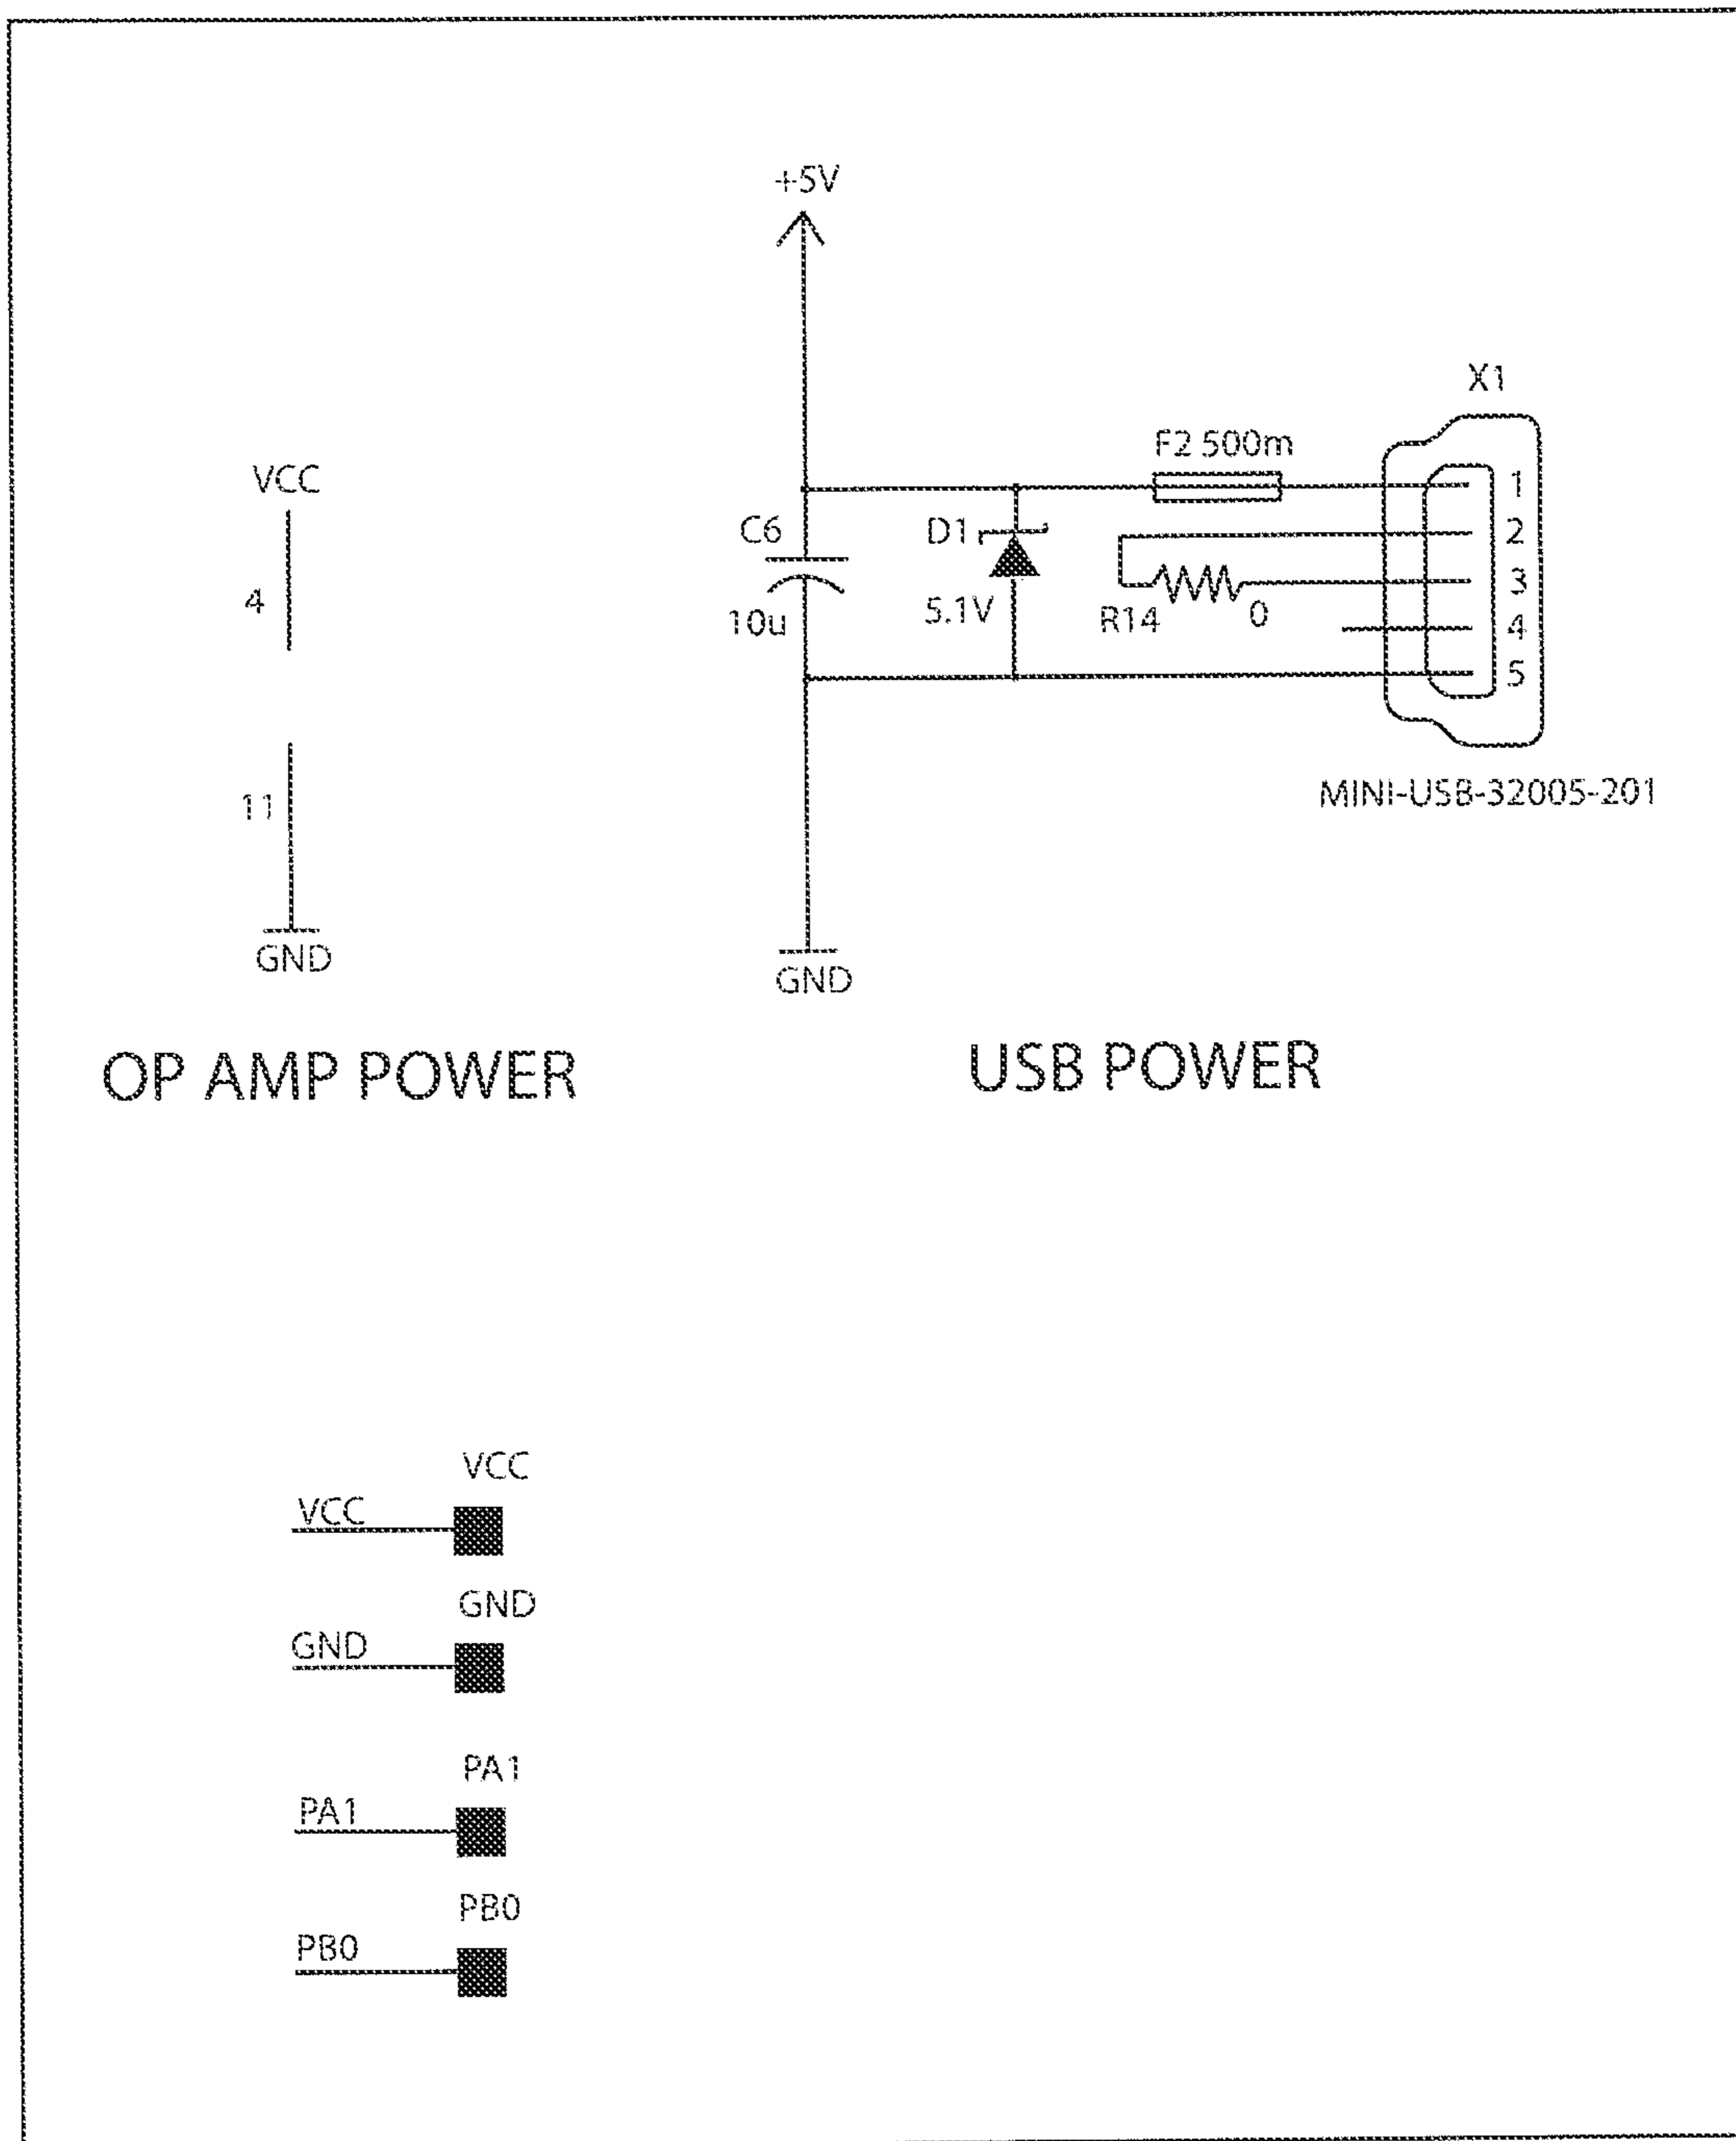 +5V
X1
F2 500m
VCC
1
C6
D1
2
3
4
10u
5.1V
R14
0
4
5
11
MINI-USB-32005-201
GND
GND
OP AMP POWER
USB POWER
VCC
VCC
GND
GND
PA1
PA1
PB0
PB0